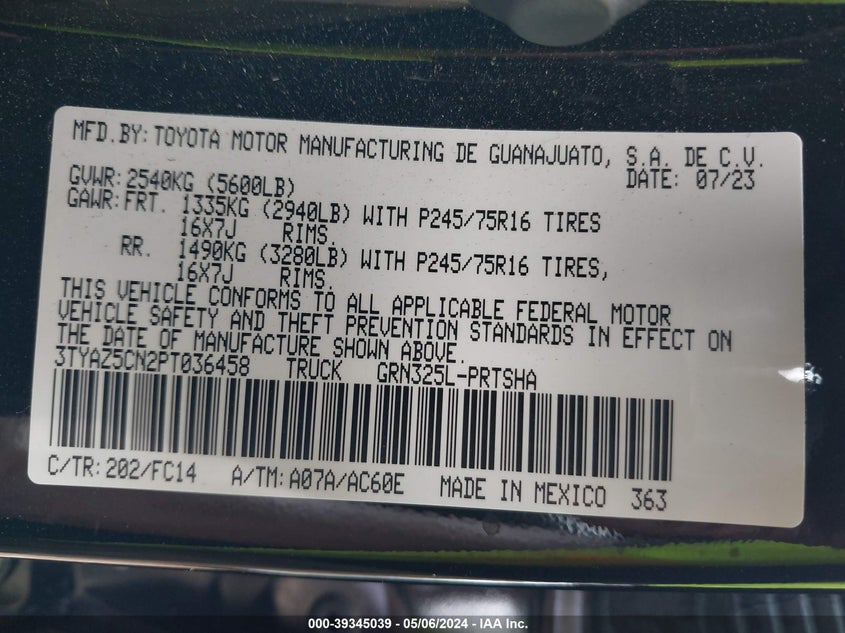 MFD.BY: TOYOTA MOTOR MANUFACTURING DE GUANAJUATO, S.A. DE C.V.
GVWR: 2540KG (5600LB) DATE: 07/23
GAWR: FRT. 1335KG (2940LB) WITH P245/75R16 TIRES
16X7J RIMS.
RR. 1490KG (3280LB) WITH P245/75R16 TIRES,
16X7J RIMS.
THIS VEHICLE CONFORMS TO ALL APPLICABLE FEDERAL MOTOR
VEHICLE SAFETY AND THEFT PREVENTION STANDARDS IN EFFECT ON
THE DATE OF MANUFACTURE SHOWN ABOVE.
3TYAZ5CN2PT036458 TRUCK GRN325L-PRTSHA
C/TR: 202/FC14 A/TM: A07A/AC60E MADE IN MEXICO 363
000-39345039 - 05/06/2024 - IAA Inc.